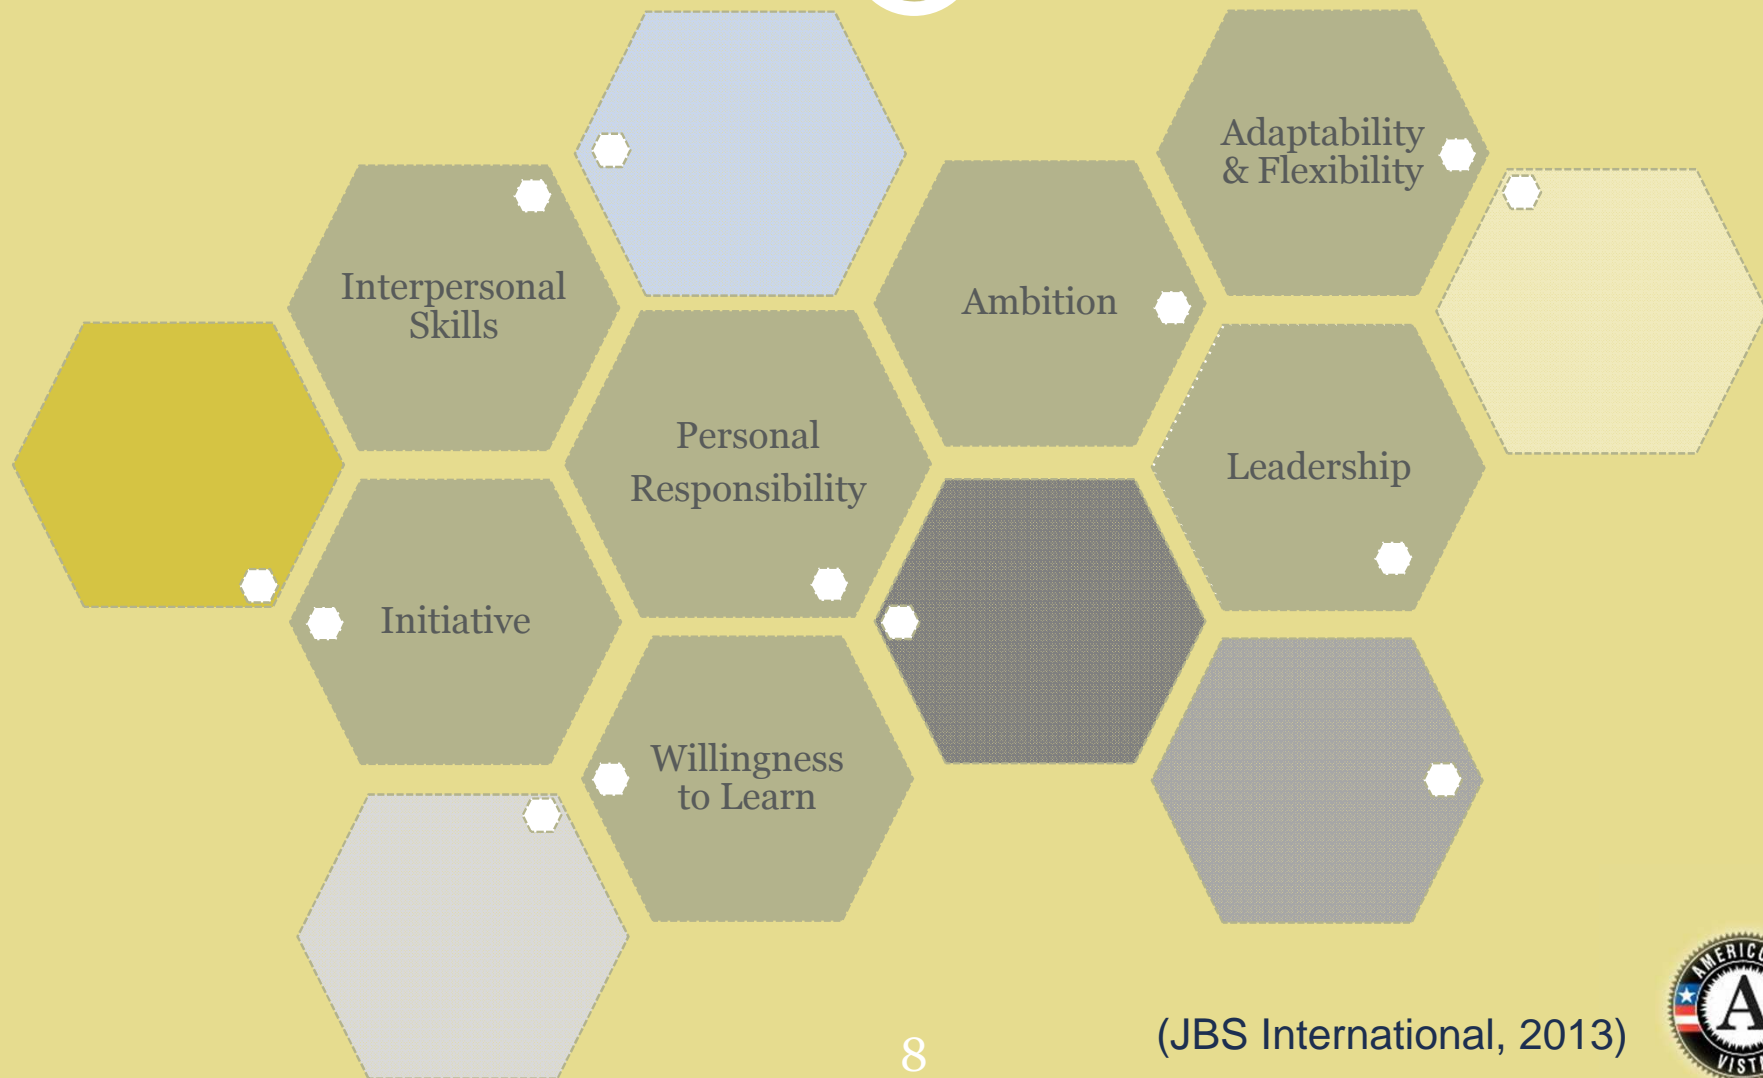 Adaptability
& Flexibility
Interpersonal
Skills
Ambition
Personal
Responsibility
Leadership
Initiative
Willingness
to Learn
(JBS International, 2013)
8
A